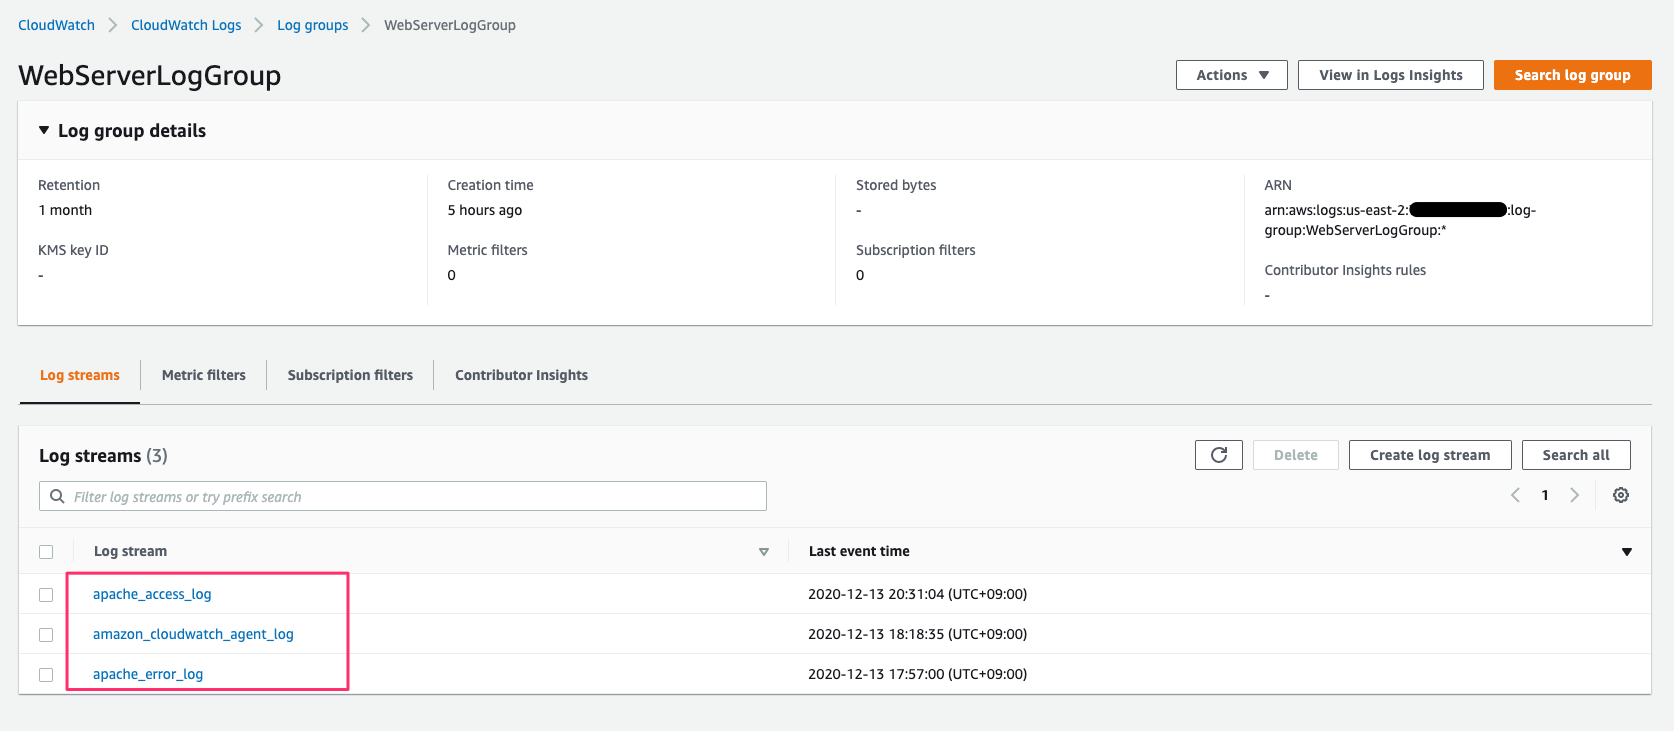 CloudWatch > CloudWatch Logs > Log groups > WebServerLogGroup
WebServerLogGroup
Actions ▼ View in Logs Insights Search log group
▼ Log group details
Retention
1 month
KMS key ID
-
Creation time
5 hours ago
Metric filters
0
Stored bytes
-
Subscription filters
0
ARN
arn:aws:logs:us-east-2: :log-
group:WebServerLogGroup:*
Contributor Insights rules
-
Log streams Metric filters Subscription filters Contributor Insights
Log streams (3)
Delete Create log stream Search all
Filter log streams or try prefix search
< 1 >
Log stream Last event time
apache_access_log 2020-12-13 20:31:04 (UTC+09:00)
amazon_cloudwatch_agent_log 2020-12-13 18:18:35 (UTC+09:00)
apache_error_log 2020-12-13 17:57:00 (UTC+09:00)